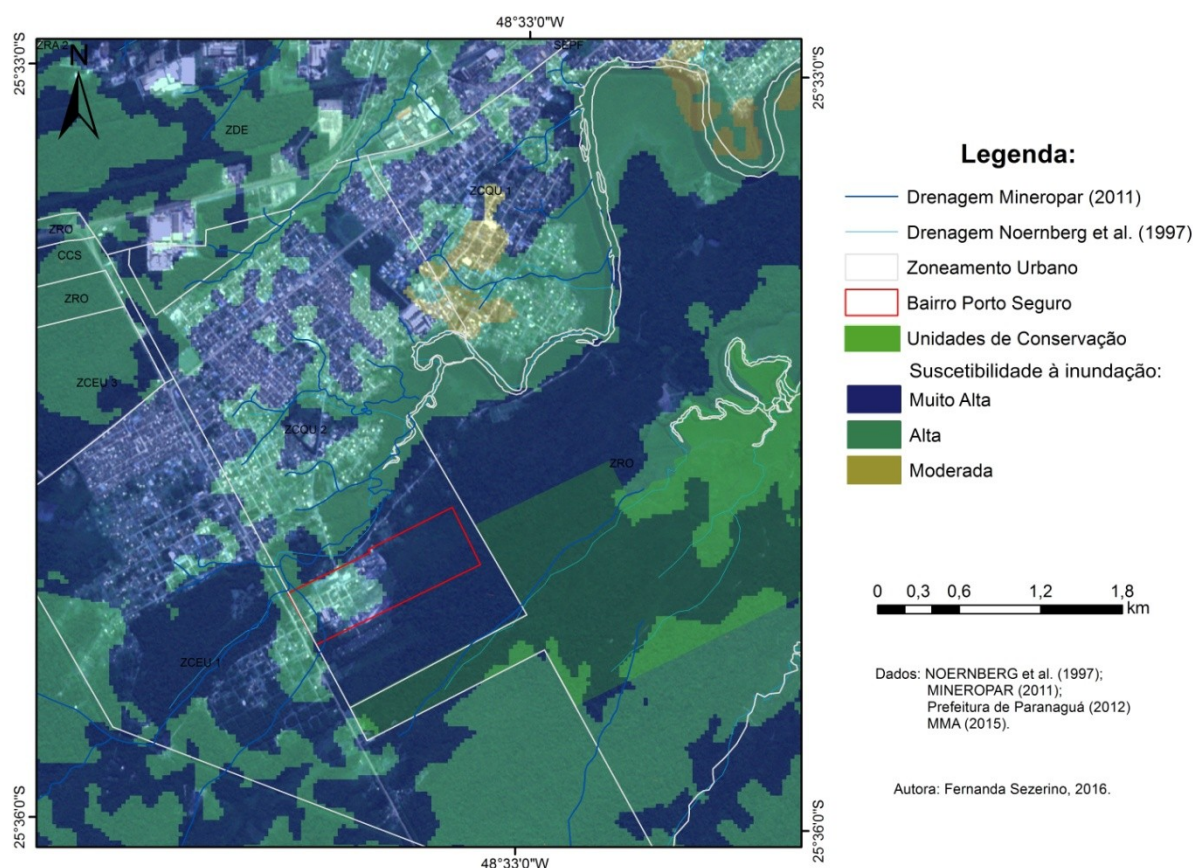 48°33'0"W
25°33'0"S
25°33'0"S
ZRA 2
N
SEPF
ZDE
ZCQU 1
ZRO
CCS
ZRO
ZCEU 3
ZCQU 2
ZRO
ZCEU 1
25°36'0"S
25°36'0"S
48°33'0"W
Legenda:
Drenagem Mineropar (2011)
Drenagem Noernberg et al. (1997)
Zoneamento Urbano
Bairro Porto Seguro
Unidades de Conservação
Suscetibilidade à inundação:
Muito Alta
Alta
Moderada
0 0,3 0,6 1,2 1,8
km
Dados: NOERNBERG et al. (1997);
MINEROPAR (2011);
Prefeitura de Paranaguá (2012)
MMA (2015).
Autora: Fernanda Sezerino, 2016.